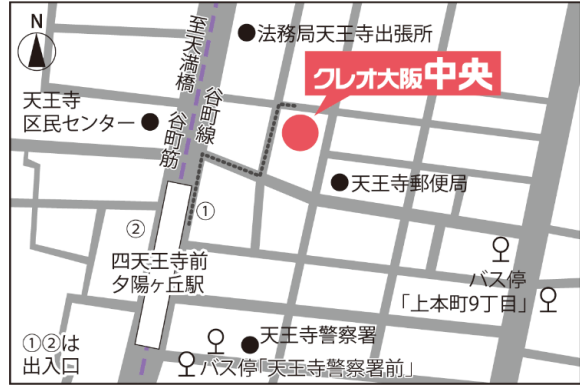 N
至天満橋
谷町線
谷町筋
法務局天王寺出張所
クレオ大阪中央
天王寺
区民センター
天王寺郵便局
①
②
四天王寺前
夕陽ヶ丘駅
バス停
「上本町9丁目」
天王寺警察署
バス停「天王寺警察署前」
①②は
出入口